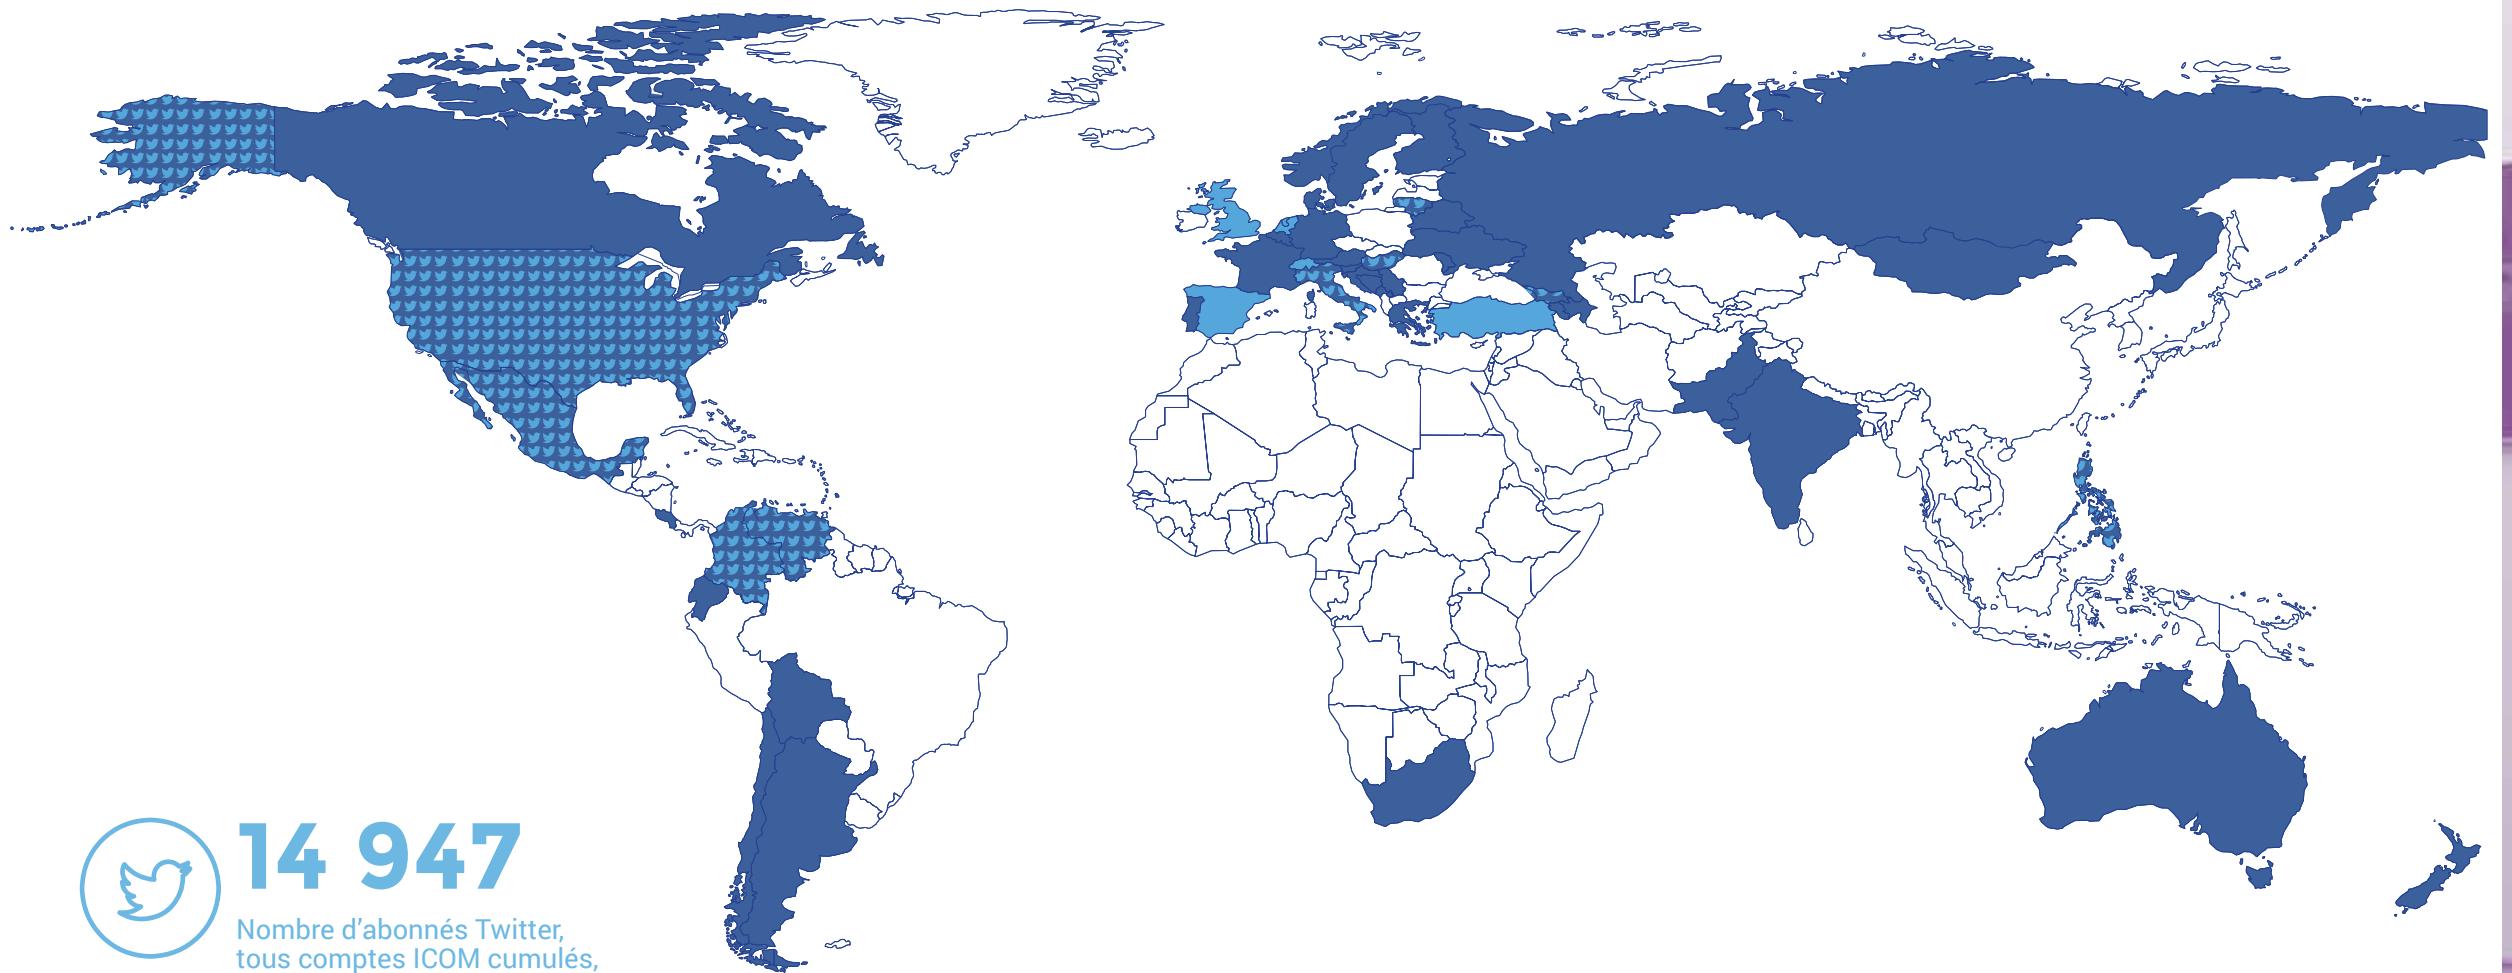 14 947
Nombre d'abonnés Twitter,
tous comptes ICOM cumulés,